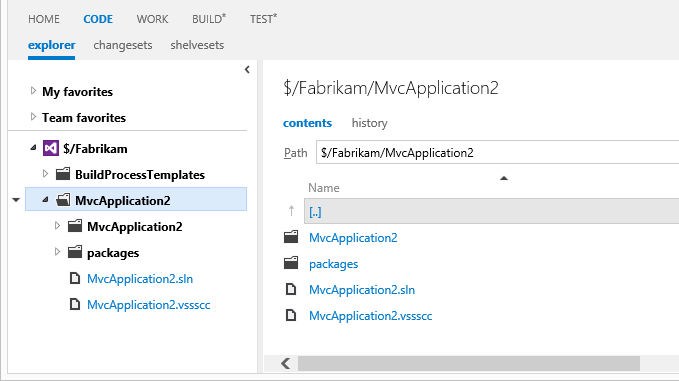 HOME CODE WORK BUILD* TEST*
explorer changesets shelvesets
My favorites
Team favorites
$/Fabrikam
BuildProcessTemplates
MvcApplication2
MvcApplication2
packages
MvcApplication2.sln
MvcApplication2.vssscc
$/Fabrikam/MvcApplication2
contents history
Path $/Fabrikam/MvcApplication2
Name
[..]
MvcApplication2
packages
MvcApplication2.sln
MvcApplication2.vssscc